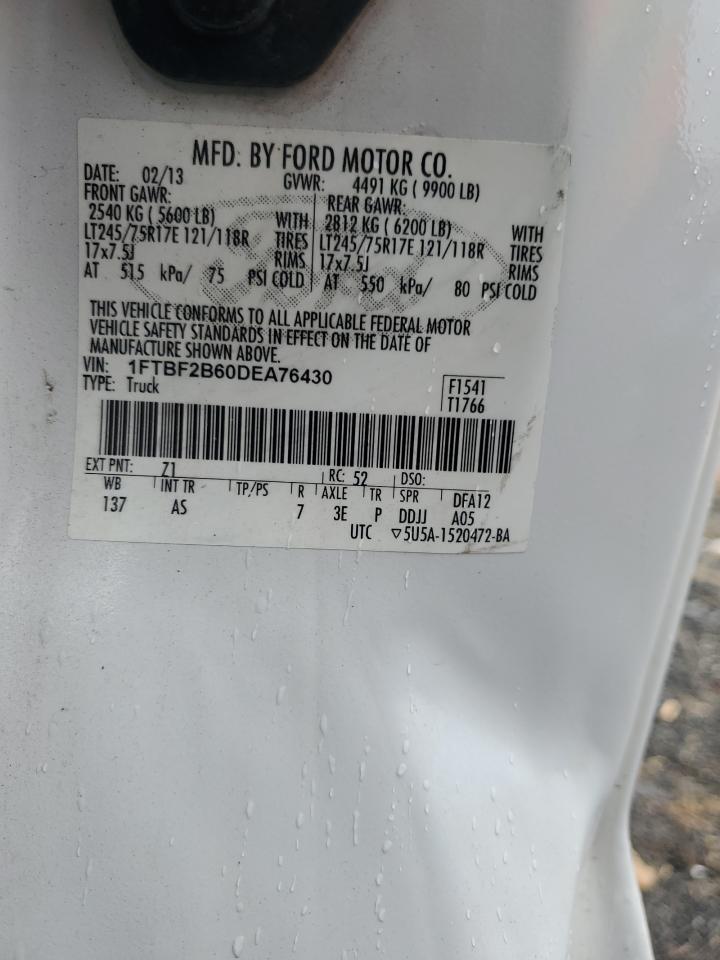 MFD. BY FORD MOTOR CO.
DATE: 02/13 GVWR: 4491 KG ( 9900 LB)
FRONT GAWR: REAR GAWR:
2540 KG ( 5600 LB) WITH 2812 KG ( 6200 LB) WITH
LT245/75R17E 121/118R TIRES LT245/75R17E 121/118R TIRES
17x7.5J RIMS 17x7.5J RIMS
AT 515 kPa/ 75 PSI COLD AT 550 kPa/ 80 PSI COLD
THIS VEHICLE CONFORMS TO ALL APPLICABLE FEDERAL MOTOR
VEHICLE SAFETY STANDARDS IN EFFECT ON THE DATE OF
MANUFACTURE SHOWN ABOVE.
VIN: 1FTBF2B60DEA76430
TYPE: Truck F1541
T1766
EXT PNT: Z1 RC: 52 DSO:
WB INT TR TP/PS R AXLE TR SPR DFA12
137 AS 7 3E P DDJJ A05
UTC ▽5U5A-1520472-BA